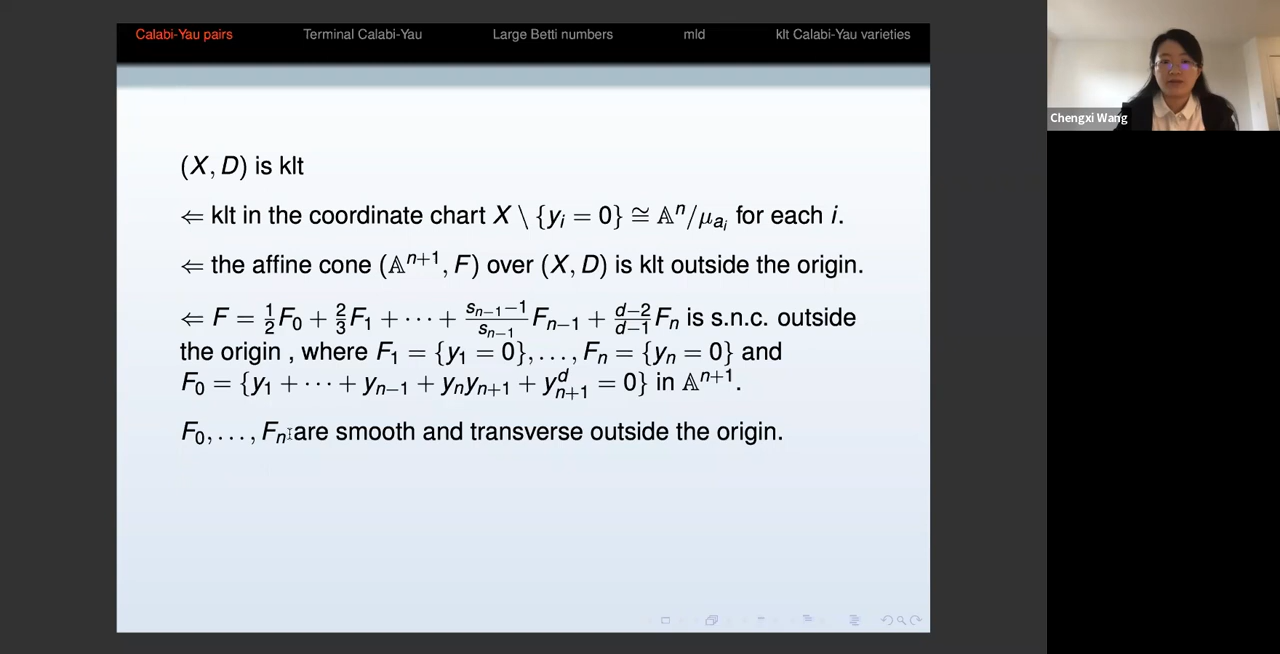 Calabi-Yau pairs Terminal Calabi-Yau Large Betti numbers mld klt Calabi-Yau varieties
Chengxi Wang
(X, D) is klt
⇐ klt in the coordinate chart X \ {y_i = 0} ≅ 𝔸^n/μ_{a_i} for each i.
⇐ the affine cone (𝔸^{n+1}, F) over (X, D) is klt outside the origin.
⇐ F = \frac{1}{2}F_0 + \frac{2}{3}F_1 + ⋯ + \frac{s_{n-1}-1}{s_{n-1}}F_{n-1} + \frac{d-2}{d-1}F_n is s.n.c. outside
the origin , where F_1 = {y_1 = 0}, . . . , F_n = {y_n = 0} and
F_0 = {y_1 + ⋯ + y_{n-1} + y_n y_{n+1} + y_{n+1}^d = 0} in 𝔸^{n+1}.
F_0, . . . , F_n are smooth and transverse outside the origin.